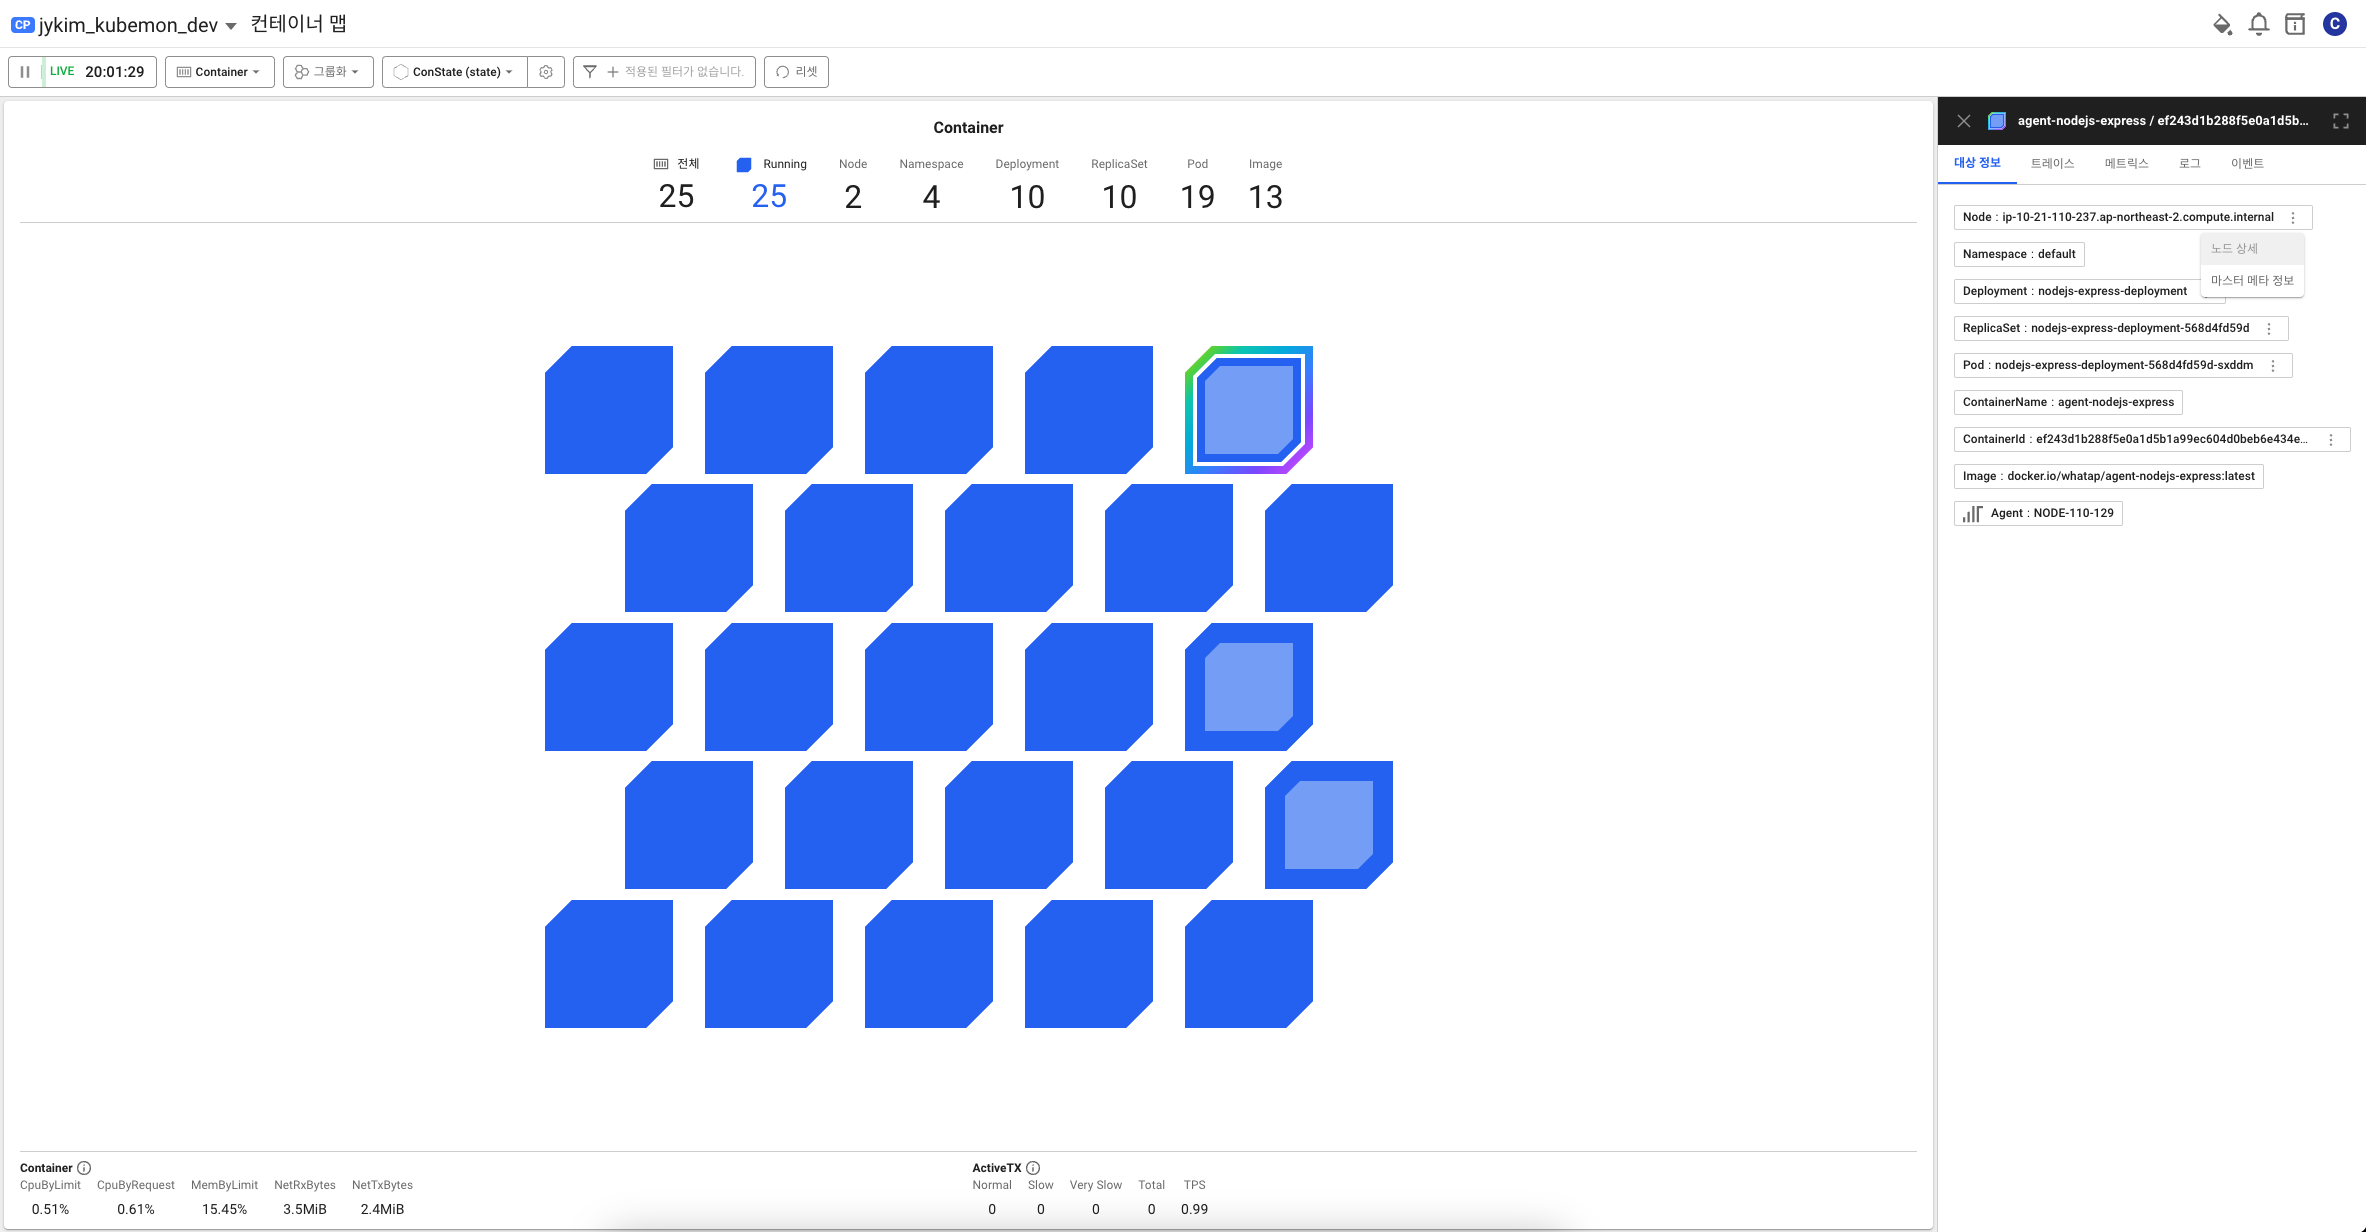 CP jykim_kubemon_dev 컨테이너 맵
C
LIVE 20:01:29
Container
그룹화
ConState (state)
적용된 필터가 없습니다.
리셋
Container
전체 Running Node Namespace Deployment ReplicaSet Pod Image
25 25 2 4 10 10 19 13
Container
CpuByLimit CpuByRequest MemByLimit NetRxBytes NetTxBytes
0.51% 0.61% 15.45% 3.5MiB 2.4MiB
ActiveTX
Normal Slow Very Slow Total TPS
0 0 0 0 0.99
agent-nodejs-express / ef243d1b288f5e0a1d5b...
대상 정보 트레이스 메트릭스 로그 이벤트
Node : ip-10-21-110-237.ap-northeast-2.compute.internal
노드 상세
마스터 메타 정보
Namespace : default
Deployment : nodejs-express-deployment
ReplicaSet : nodejs-express-deployment-568d4fd59d
Pod : nodejs-express-deployment-568d4fd59d-sxddm
ContainerName : agent-nodejs-express
ContainerId : ef243d1b288f5e0a1d5b1a99ec604d0beb6e434e...
Image : docker.io/whatap/agent-nodejs-express:latest
Agent : NODE-110-129